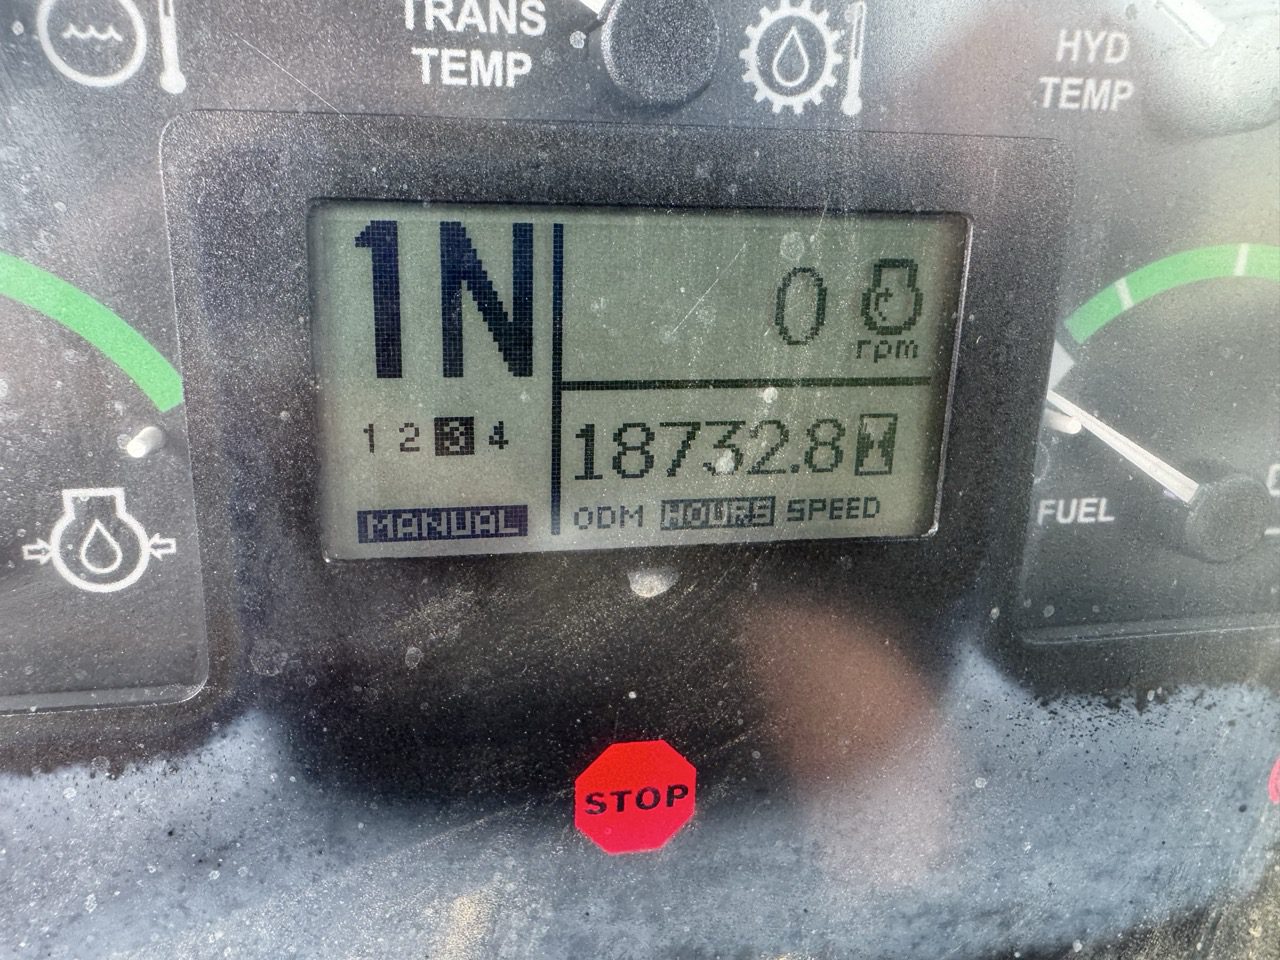 TRANS
TEMP
HYD
TEMP
1N
0
rpm
1 2 3 4
18732.8
MANUAL
ODM HOURS SPEED
FUEL
STOP